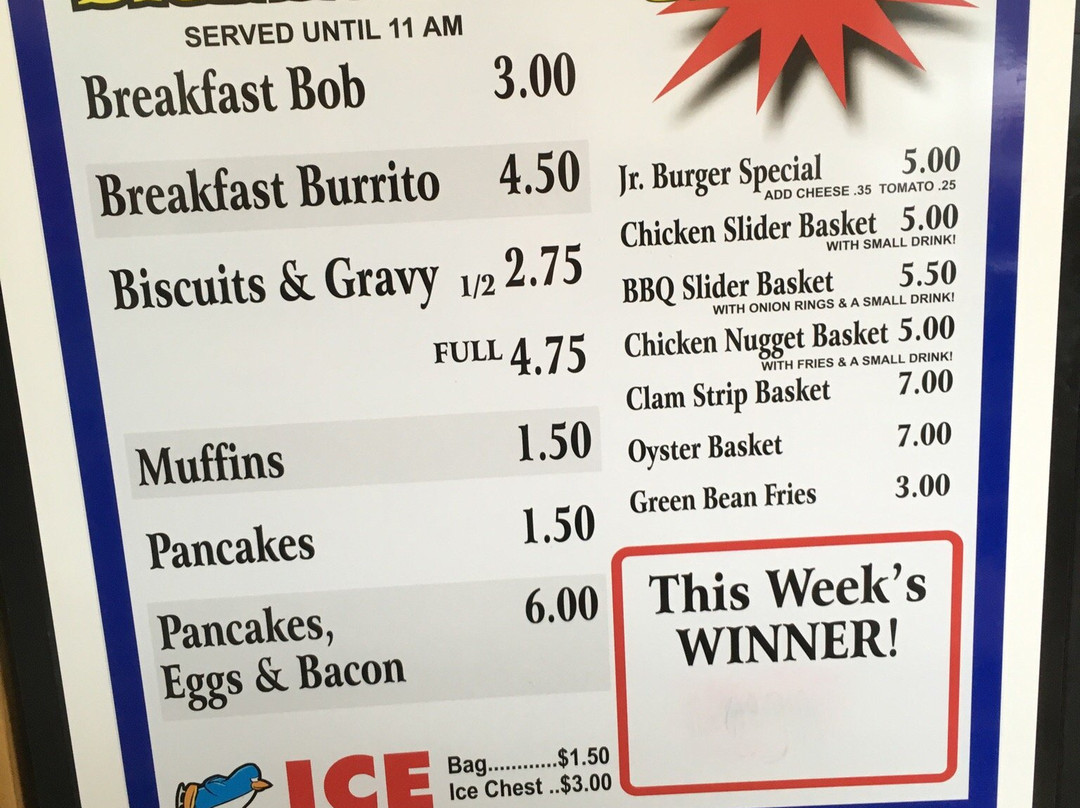 SERVED UNTIL 11 AM
Breakfast Bob 3.00
Breakfast Burrito 4.50
Biscuits & Gravy 1/2 2.75
FULL 4.75
Muffins 1.50
Pancakes 1.50
Pancakes, 6.00
Eggs & Bacon
ICE
Bag............$1.50
Ice Chest ..$3.00
Jr. Burger Special 5.00
ADD CHEESE .35 TOMATO .25
Chicken Slider Basket 5.00
WITH SMALL DRINK!
BBQ Slider Basket 5.50
WITH ONION RINGS & A SMALL DRINK!
Chicken Nugget Basket 5.00
WITH FRIES & A SMALL DRINK!
Clam Strip Basket 7.00
Oyster Basket 7.00
Green Bean Fries 3.00
This Week's
WINNER!